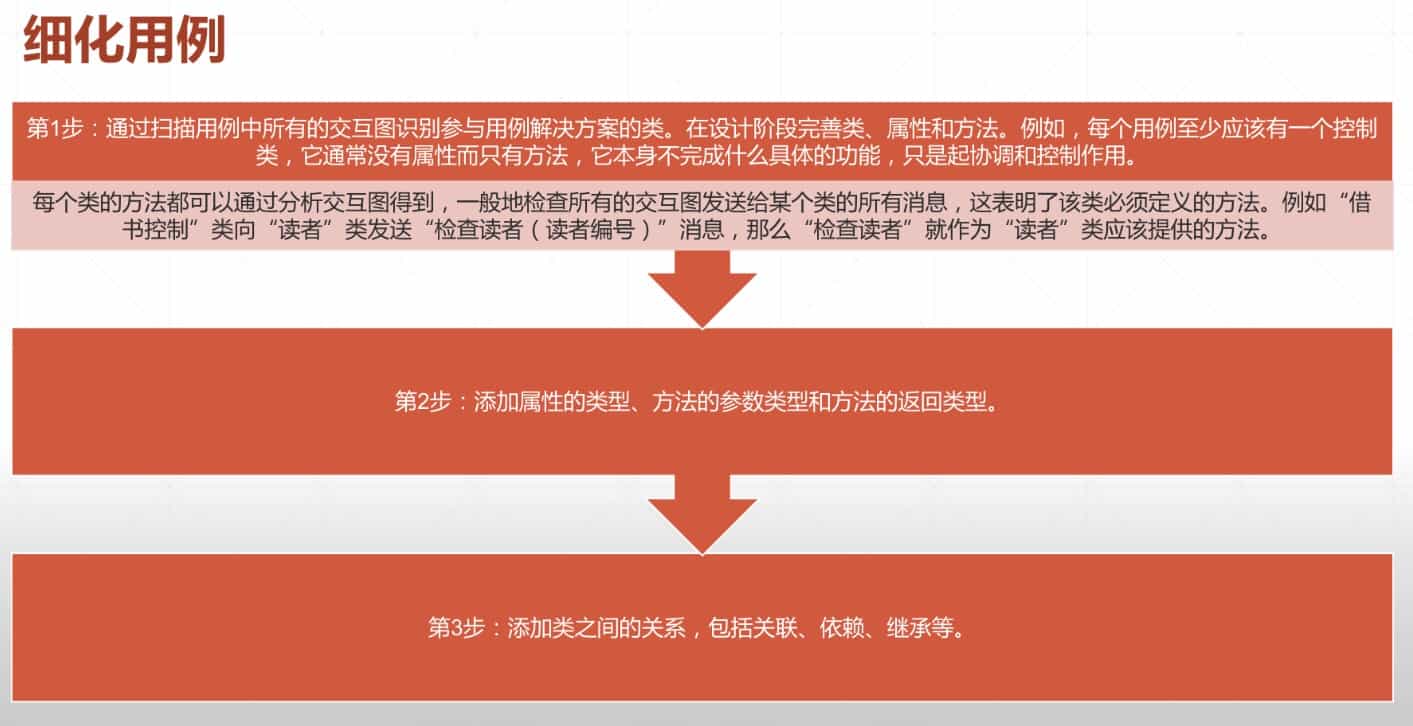 细化用例
第1步：通过扫描用例中所有的交互图识别参与用例解决方案的类。在设计阶段完善类、属性和方法。例如，每个用例至少应该有一个控制
类，它通常没有属性而只有方法，它本身不完成什么具体的功能，只是起协调和控制作用。
每个类的方法都可以通过分析交互图得到，一般地检查所有的交互图发送给某个类的所有消息，这表明了该类必须定义的方法。例如“借
书控制”类向“读者”类发送“检查读者（读者编号）”消息，那么“检查读者”就作为“读者”类应该提供的方法。
第2步：添加属性的类型、方法的参数类型和方法的返回类型。
第3步：添加类之间的关系，包括关联、依赖、继承等。